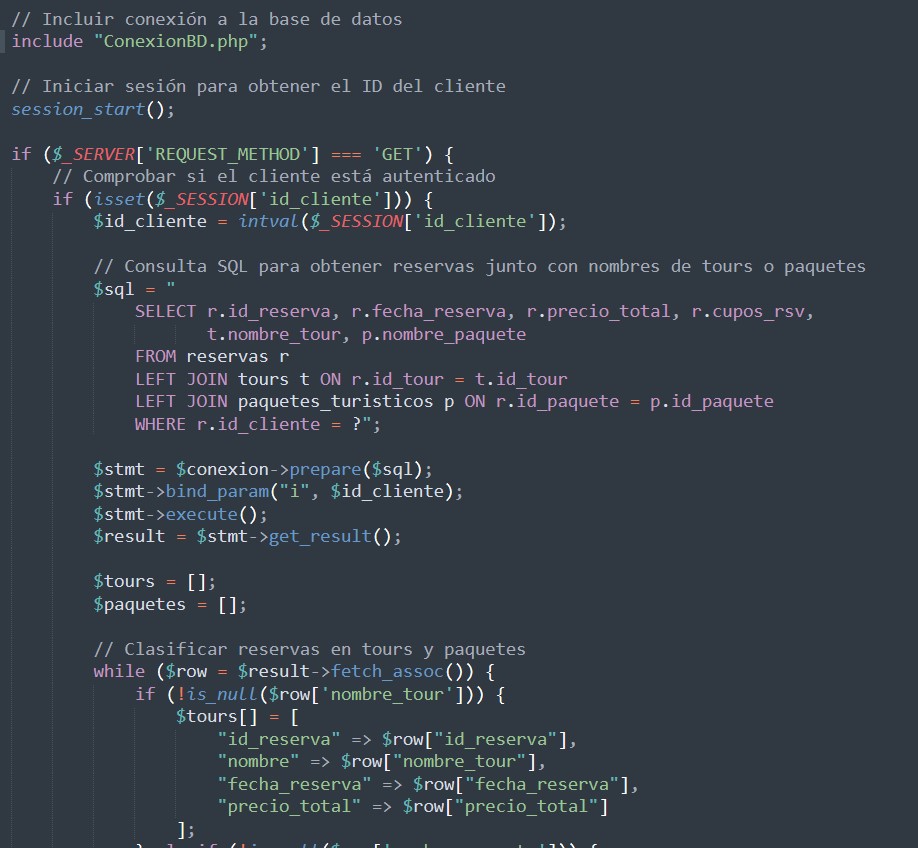 // Incluir conexión a la base de datos
include "ConexionBD.php";
// Iniciar sesión para obtener el ID del cliente
session_start();
if ($_SERVER['REQUEST_METHOD'] === 'GET') {
// Comprobar si el cliente está autenticado
if (isset($_SESSION['id_cliente'])) {
$id_cliente = intval($_SESSION['id_cliente']);
// Consulta SQL para obtener reservas junto con nombres de tours o paquetes
$sql = "
SELECT r.id_reserva, r.fecha_reserva, r.precio_total, r.cupos_rsv,
t.nombre_tour, p.nombre_paquete
FROM reservas r
LEFT JOIN tours t ON r.id_tour = t.id_tour
LEFT JOIN paquetes_turisticos p ON r.id_paquete = p.id_paquete
WHERE r.id_cliente = ?";
$stmt = $conexion->prepare($sql);
$stmt->bind_param("i", $id_cliente);
$stmt->execute();
$result = $stmt->get_result();
$tours = [];
$paquetes = [];
// Clasificar reservas en tours y paquetes
while ($row = $result->fetch_assoc()) {
if (!is_null($row['nombre_tour'])) {
$tours[] = [
"id_reserva" => $row["id_reserva"],
"nombre" => $row["nombre_tour"],
"fecha_reserva" => $row["fecha_reserva"],
"precio_total" => $row["precio_total"]
];